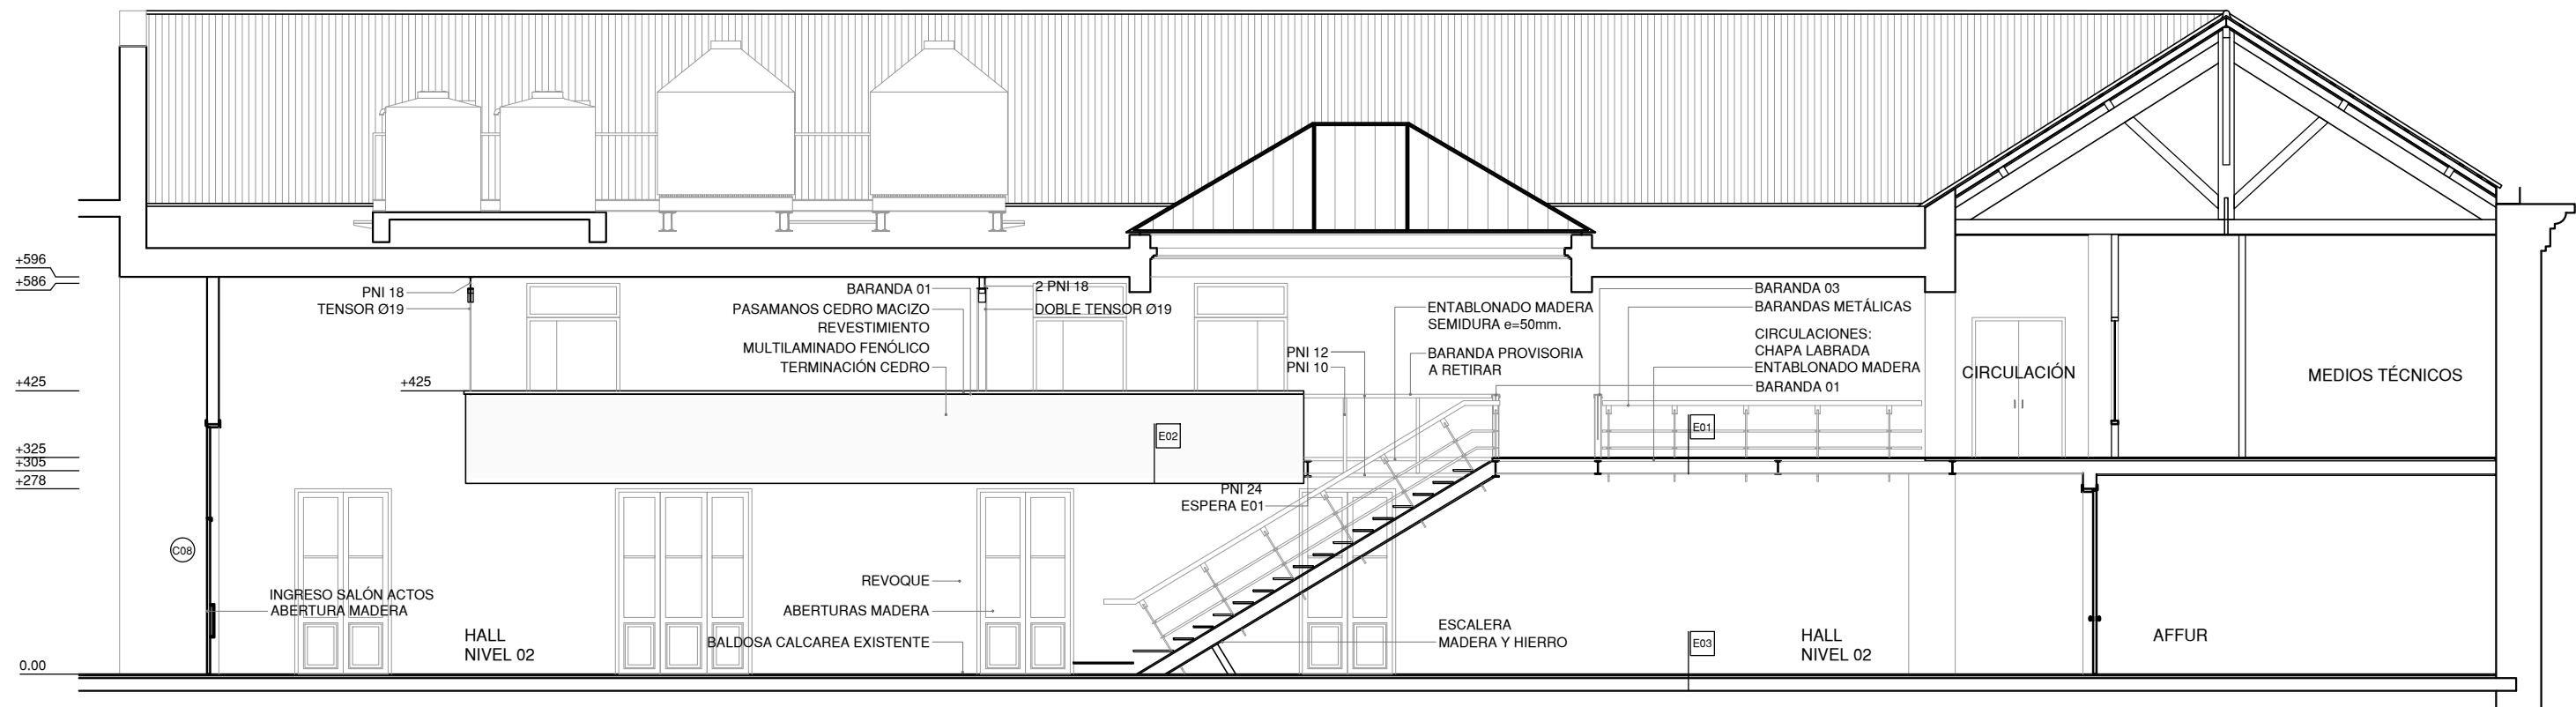 +596
+586
+425
+325
+305
+278
0.00
PNI 18
TENSOR Ø19
+425
BARANDA 01
PASAMANOS CEDRO MACIZO
REVESTIMIENTO
MULTILAMINADO FENÓLICO
TERMINACIÓN CEDRO
2 PNI 18
DOBLE TENSOR Ø19
PNI 12
PNI 10
ENTABLONADO MADERA
SEMIDURA e=50mm.
BARANDA PROVISORIA
A RETIRAR
BARANDA 03
BARANDAS METÁLICAS
CIRCULACIONES:
CHAPA LABRADA
ENTABLONADO MADERA
BARANDA 01
CIRCULACIÓN
MEDIOS TÉCNICOS
E02
E01
PNI 24
ESPERA E01
C08
INGRESO SALÓN ACTOS
ABERTURA MADERA
HALL
NIVEL 02
REVOQUE
ABERTURAS MADERA
BALDOSA CALCAREA EXISTENTE
ESCALERA
MADERA Y HIERRO
E03
HALL
NIVEL 02
AFFUR